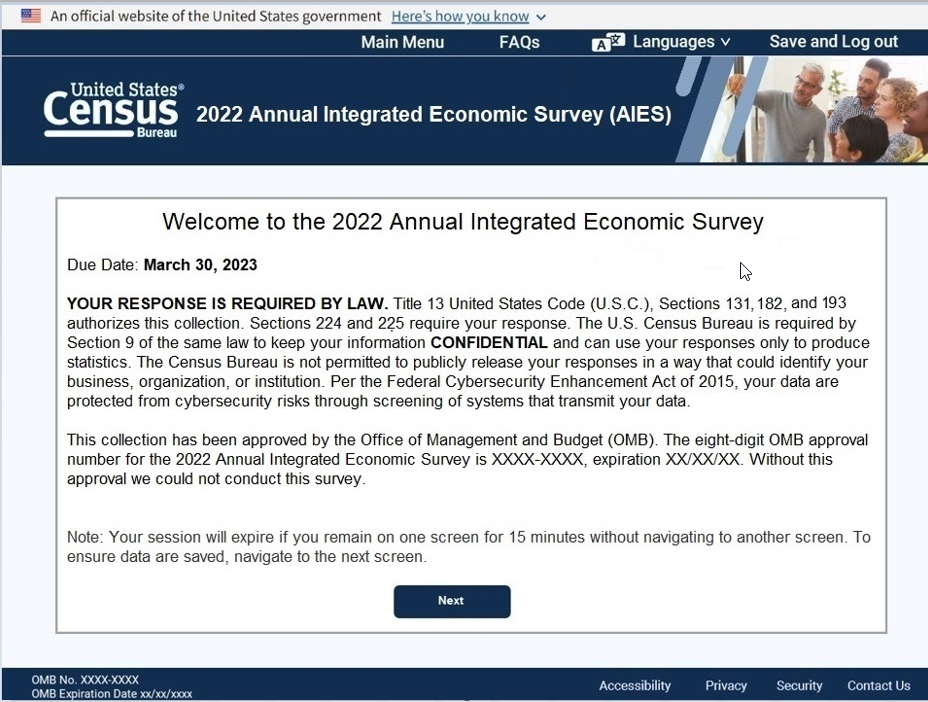 An official website of the United States government Here's how you know
Main Menu FAQs A文 Languages Save and Log out
United States®
Census
Bureau
2022 Annual Integrated Economic Survey (AIES)
Welcome to the 2022 Annual Integrated Economic Survey
Due Date: March 30, 2023
YOUR RESPONSE IS REQUIRED BY LAW. Title 13 United States Code (U.S.C.), Sections 131, 182, and 193
authorizes this collection. Sections 224 and 225 require your response. The U.S. Census Bureau is required by
Section 9 of the same law to keep your information CONFIDENTIAL and can use your responses only to produce
statistics. The Census Bureau is not permitted to publicly release your responses in a way that could identify your
business, organization, or institution. Per the Federal Cybersecurity Enhancement Act of 2015, your data are
protected from cybersecurity risks through screening of systems that transmit your data.
This collection has been approved by the Office of Management and Budget (OMB). The eight-digit OMB approval
number for the 2022 Annual Integrated Economic Survey is XXXX-XXXX, expiration XX/XX/XX. Without this
approval we could not conduct this survey.
Note: Your session will expire if you remain on one screen for 15 minutes without navigating to another screen. To
ensure data are saved, navigate to the next screen.
Next
OMB No. XXXX-XXXX
OMB Expiration Date xx/xx/xxxx
Accessibility Privacy Security Contact Us